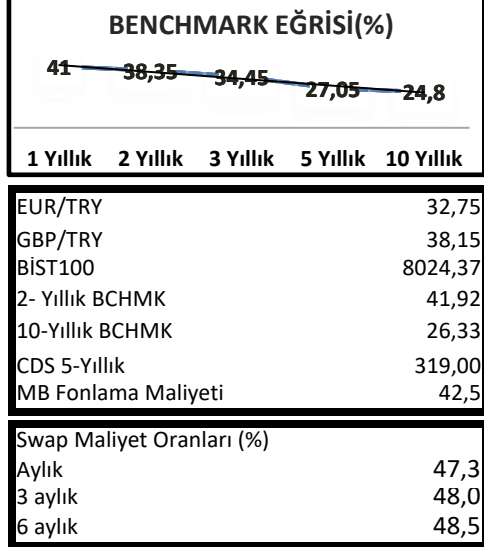 BENCHMARK EĞRİSİ(%)
41 38,35 34,45 27,05 24,8
1 Yıllık 2 Yıllık 3 Yıllık 5 Yıllık 10 Yıllık
EUR/TRY 32,75
GBP/TRY 38,15
BİST100 8024,37
2- Yıllık BCHMK 41,92
10-Yıllık BCHMK 26,33
CDS 5-Yıllık 319,00
MB Fonlama Maliyeti 42,5
Swap Maliyet Oranları (%)
Aylık 47,3
3 aylık 48,0
6 aylık 48,5